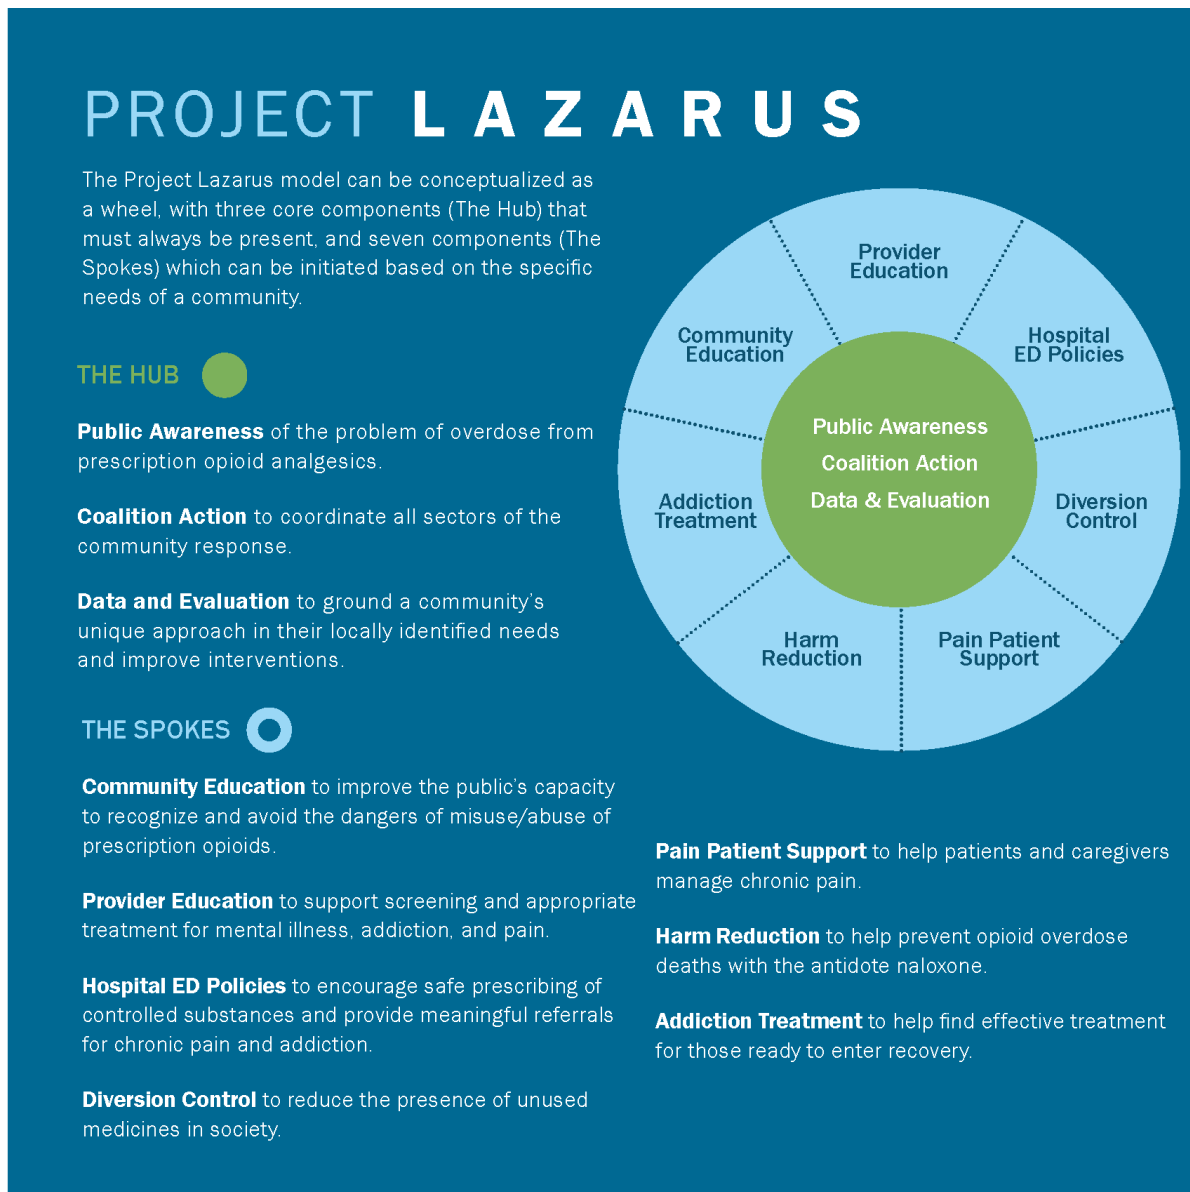 PROJECT LAZARUS
The Project Lazarus model can be conceptualized as
a wheel, with three core components (The Hub) that
must always be present, and seven components (The
Spokes) which can be initiated based on the specific
needs of a community.
THE HUB
Public Awareness of the problem of overdose from
prescription opioid analgesics.
Coalition Action to coordinate all sectors of the
community response.
Data and Evaluation to ground a community’s
unique approach in their locally identified needs
and improve interventions.
THE SPOKES
Community Education to improve the public’s capacity
to recognize and avoid the dangers of misuse/abuse of
prescription opioids.
Provider Education to support screening and appropriate
treatment for mental illness, addiction, and pain.
Hospital ED Policies to encourage safe prescribing of
controlled substances and provide meaningful referrals
for chronic pain and addiction.
Diversion Control to reduce the presence of unused
medicines in society.
Provider
Education
Hospital
ED Policies
Diversion
Control
Pain Patient
Support
Harm
Reduction
Addiction
Treatment
Community
Education
Public Awareness
Coalition Action
Data & Evaluation
Pain Patient Support to help patients and caregivers
manage chronic pain.
Harm Reduction to help prevent opioid overdose
deaths with the antidote naloxone.
Addiction Treatment to help find effective treatment
for those ready to enter recovery.